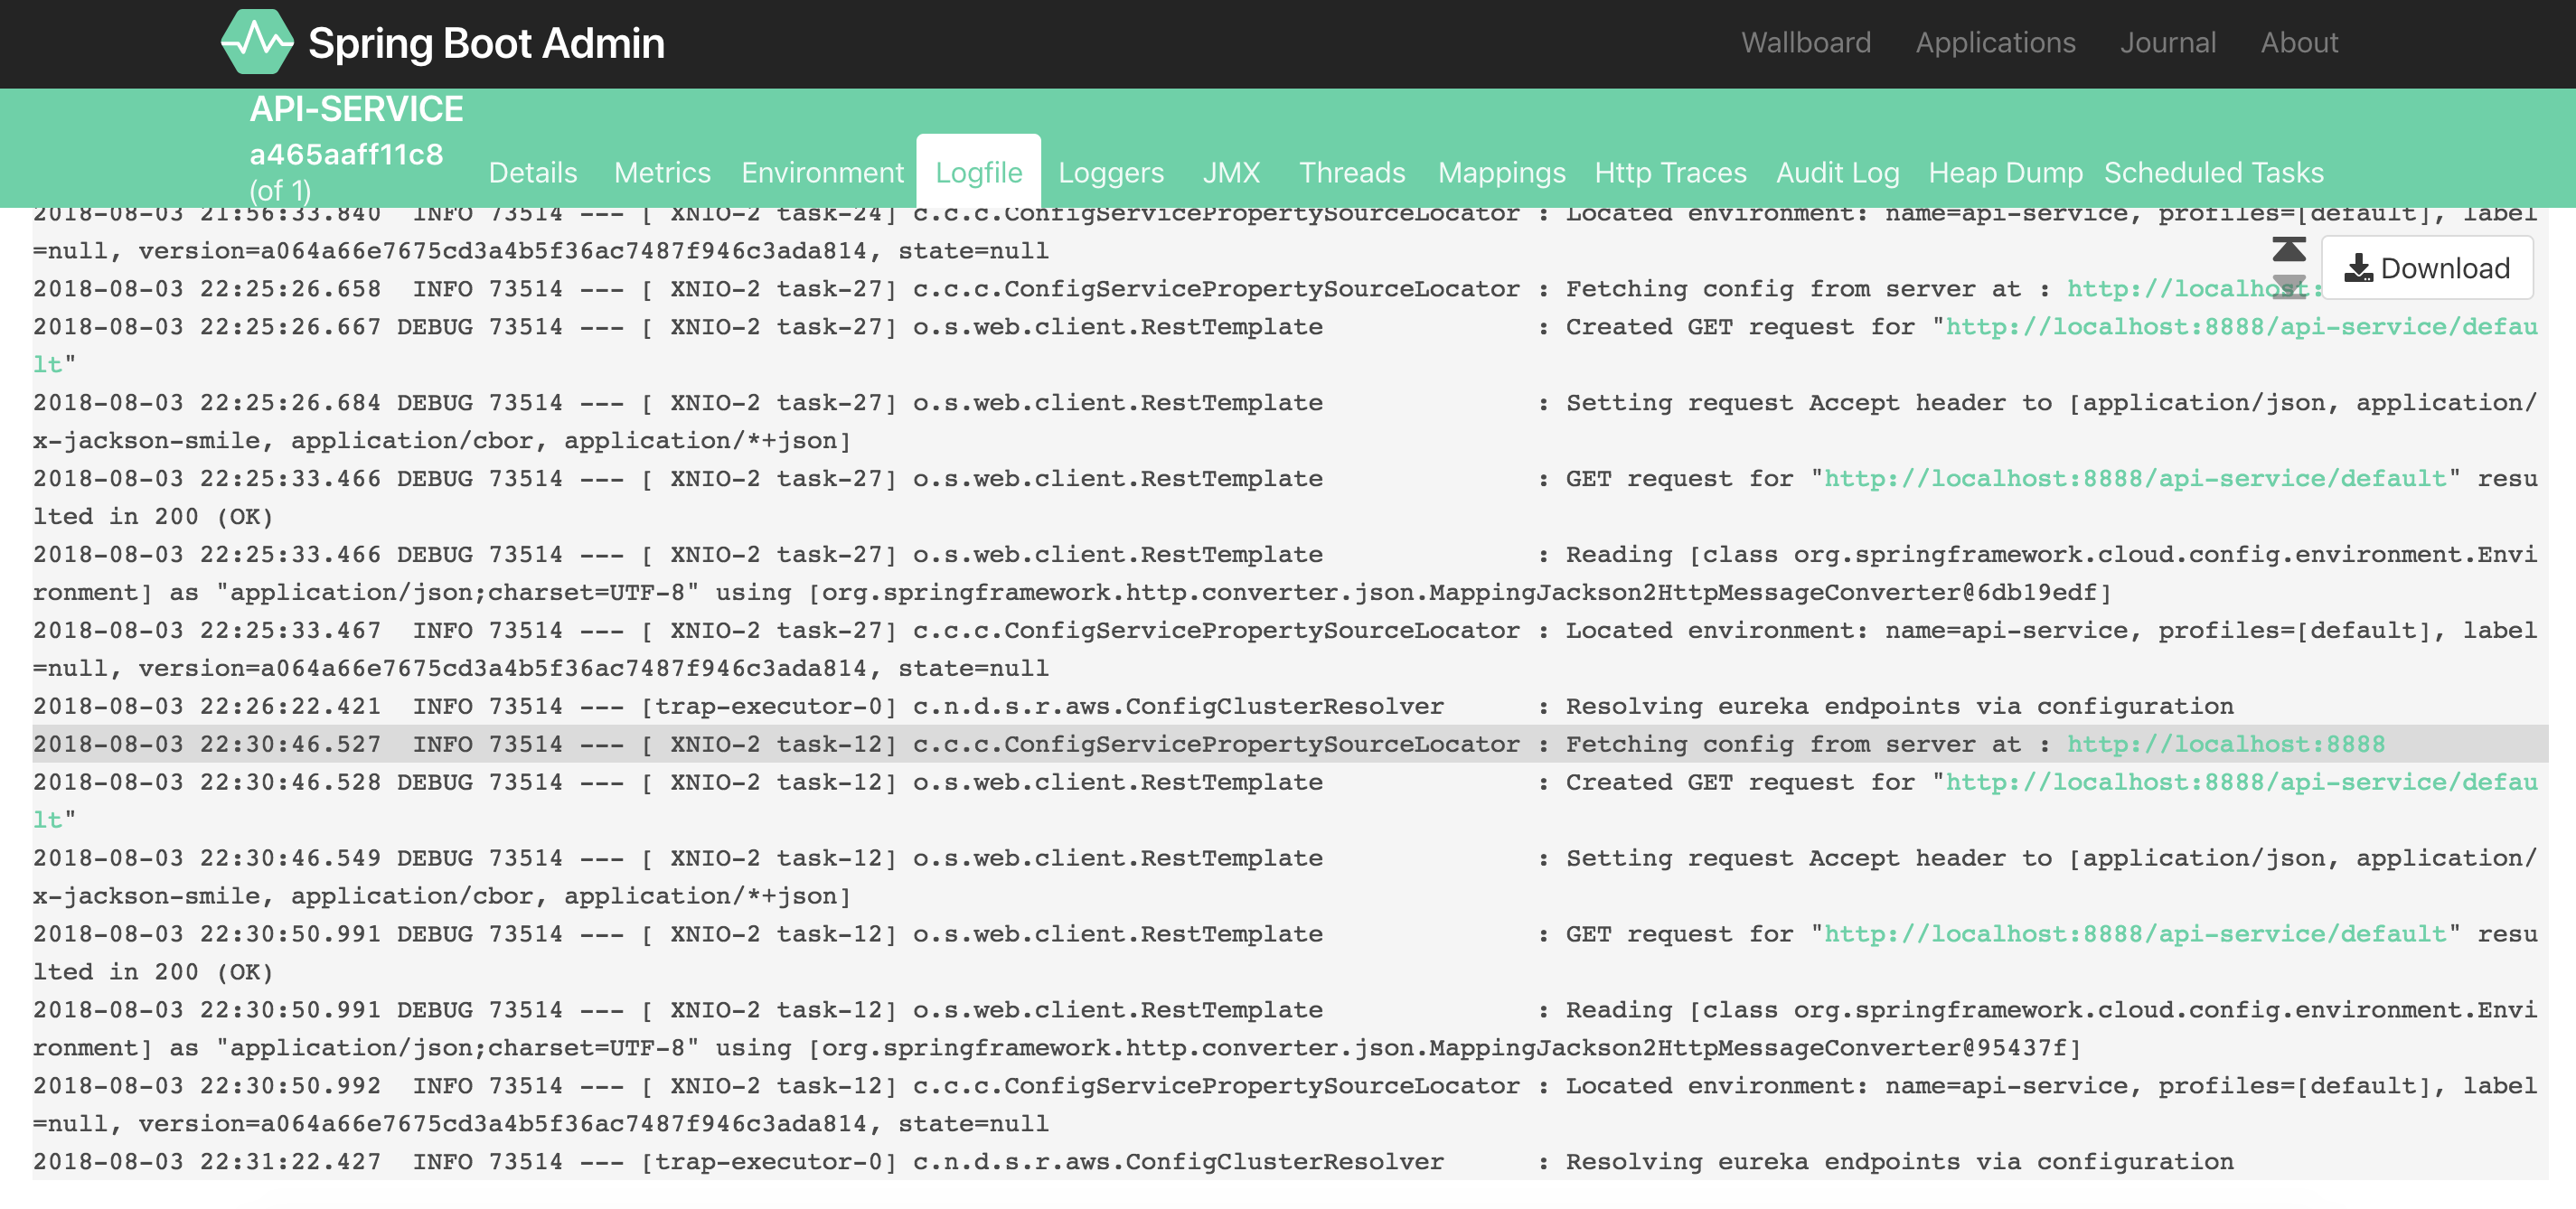 Spring Boot Admin
Wallboard Applications Journal About
API-SERVICE
a465aaff11c8
(of 1)
Details Metrics Environment Logfile Loggers JMX Threads Mappings Http Traces Audit Log Heap Dump Scheduled Tasks
2018-08-03 21:56:33.840  INFO 73514 --- [ XNIO-2 task-24] c.c.c.ConfigServicePropertySourceLocator : Located environment: name=api-service, profiles=[default], label
=null, version=a064a66e7675cd3a4b5f36ac7487f946c3ada814, state=null
Download
2018-08-03 22:25:26.658  INFO 73514 --- [ XNIO-2 task-27] c.c.c.ConfigServicePropertySourceLocator : Fetching config from server at : http://localhost:
2018-08-03 22:25:26.667 DEBUG 73514 --- [ XNIO-2 task-27] o.s.web.client.RestTemplate              : Created GET request for "http://localhost:8888/api-service/defau
lt"
2018-08-03 22:25:26.684 DEBUG 73514 --- [ XNIO-2 task-27] o.s.web.client.RestTemplate              : Setting request Accept header to [application/json, application/
x-jackson-smile, application/cbor, application/*+json]
2018-08-03 22:25:33.466 DEBUG 73514 --- [ XNIO-2 task-27] o.s.web.client.RestTemplate              : GET request for "http://localhost:8888/api-service/default" resu
lted in 200 (OK)
2018-08-03 22:25:33.466 DEBUG 73514 --- [ XNIO-2 task-27] o.s.web.client.RestTemplate              : Reading [class org.springframework.cloud.config.environment.Envi
ronment] as "application/json;charset=UTF-8" using [org.springframework.http.converter.json.MappingJackson2HttpMessageConverter@6db19edf]
2018-08-03 22:25:33.467  INFO 73514 --- [ XNIO-2 task-27] c.c.c.ConfigServicePropertySourceLocator : Located environment: name=api-service, profiles=[default], label
=null, version=a064a66e7675cd3a4b5f36ac7487f946c3ada814, state=null
2018-08-03 22:26:22.421  INFO 73514 --- [trap-executor-0] c.n.d.s.r.aws.ConfigClusterResolver      : Resolving eureka endpoints via configuration
2018-08-03 22:30:46.527  INFO 73514 --- [ XNIO-2 task-12] c.c.c.ConfigServicePropertySourceLocator : Fetching config from server at : http://localhost:8888
2018-08-03 22:30:46.528 DEBUG 73514 --- [ XNIO-2 task-12] o.s.web.client.RestTemplate              : Created GET request for "http://localhost:8888/api-service/defau
lt"
2018-08-03 22:30:46.549 DEBUG 73514 --- [ XNIO-2 task-12] o.s.web.client.RestTemplate              : Setting request Accept header to [application/json, application/
x-jackson-smile, application/cbor, application/*+json]
2018-08-03 22:30:50.991 DEBUG 73514 --- [ XNIO-2 task-12] o.s.web.client.RestTemplate              : GET request for "http://localhost:8888/api-service/default" resu
lted in 200 (OK)
2018-08-03 22:30:50.991 DEBUG 73514 --- [ XNIO-2 task-12] o.s.web.client.RestTemplate              : Reading [class org.springframework.cloud.config.environment.Envi
ronment] as "application/json;charset=UTF-8" using [org.springframework.http.converter.json.MappingJackson2HttpMessageConverter@95437f]
2018-08-03 22:30:50.992  INFO 73514 --- [ XNIO-2 task-12] c.c.c.ConfigServicePropertySourceLocator : Located environment: name=api-service, profiles=[default], label
=null, version=a064a66e7675cd3a4b5f36ac7487f946c3ada814, state=null
2018-08-03 22:31:22.427  INFO 73514 --- [trap-executor-0] c.n.d.s.r.aws.ConfigClusterResolver      : Resolving eureka endpoints via configuration